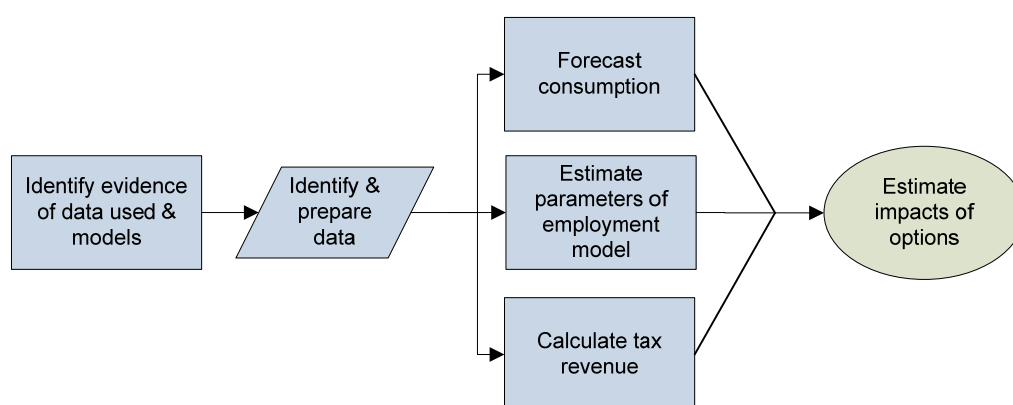 Identify evidence
of data used &
models
Identify &
prepare
data
Forecast
consumption
Estimate
parameters of
employment
model
Calculate tax
revenue
Estimate
impacts of
options